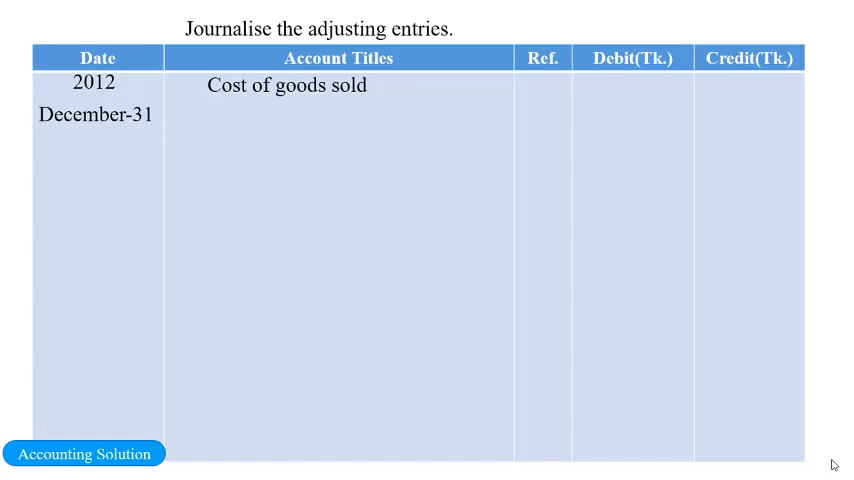 Journalise the adjusting entries.
Date Account Titles Ref. Debit(Tk.) Credit(Tk.)
2012 Cost of goods sold
December-31
Accounting Solution